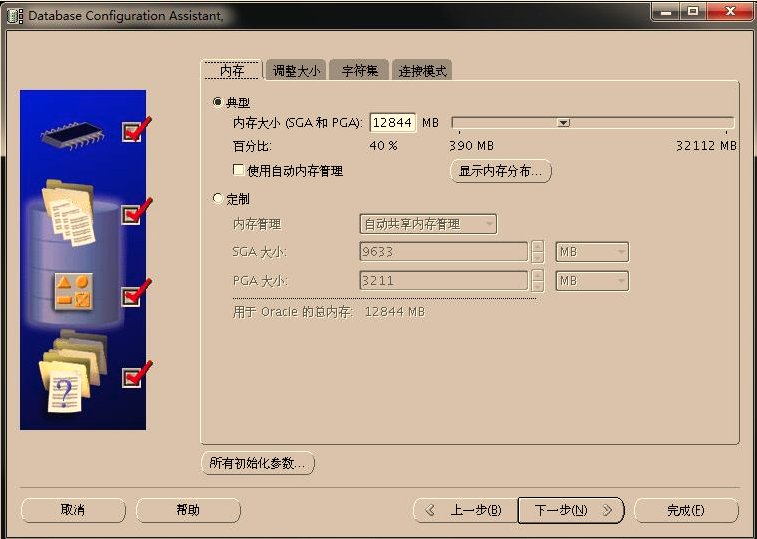 Database Configuration Assistant,
内存 调整大小 字符集 连接模式
典型
内存大小 (SGA 和 PGA): 12844 MB
百分比: 40 % 390 MB 32112 MB
使用自动内存管理 显示内存分布...
定制
内存管理 自动共享内存管理
SGA 大小: 9633 MB
PGA 大小: 3211 MB
用于 Oracle 的总内存: 12844 MB
?
所有初始化参数...
取消 帮助 上一步(B) 下一步(N) 完成(F)